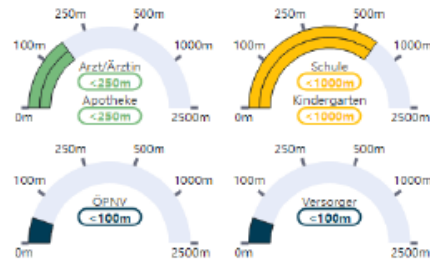 250m 500m
100m 1000m
Arzt/Ärztin
<250m
Apotheke
<250m
0m 2500m
250m 500m
100m 1000m
Schule
<1000m
Kindergarten
<1000m
0m 2500m
250m 500m
100m 1000m
ÖPNV
<100m
0m 2500m
250m 500m
100m 1000m
Versorger
<100m
0m 2500m